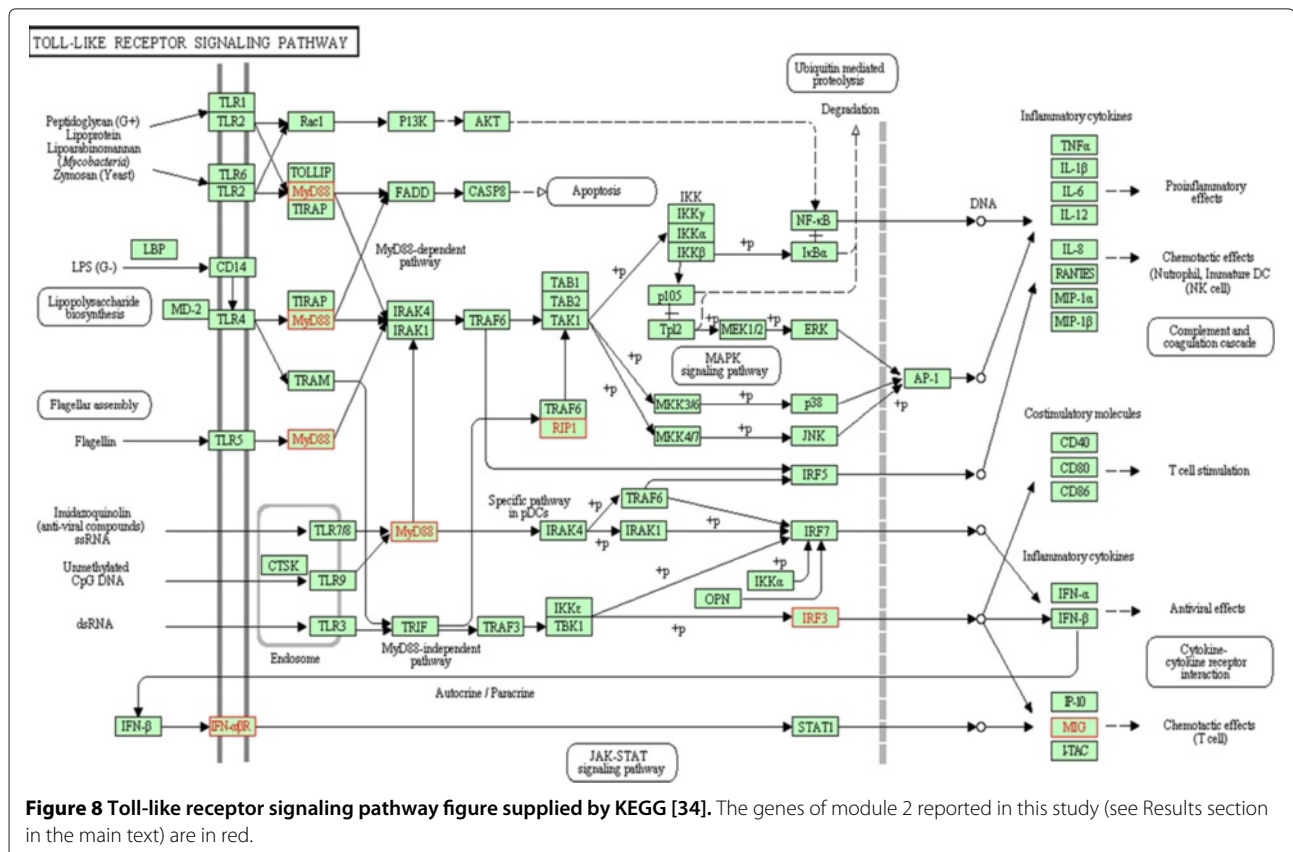 TOLL-LIKE RECEPTOR SIGNALING PATHWAY
Ubiquitin mediated
proteolysis
Degradation
Peptidoglycan (G+)
Lipoprotein
Lipoarabinomannan
(Mycobacteria)
Zymosan (Yeast)
TLR1
TLR2
Rac1
P13K
AKT
TLR6
TLR2
TOLLIP
MyD88
TIRAP
FADD
CASP8
Apoptosis
MyD88-dependent
pathway
IKK
IKKγ
IKKα
IKKβ
+p
+p
NF-κB
IκBα
DNA
Inflammatory cytokines
TNFα
IL-1β
IL-6
IL-12
Proinflammatory
effects
IL-8
RANTES
MIP-1α
MIP-1β
Chemotactic effects
(Nutrophil, Immature DC
(NK cell)
Complement and
coagulation cascade
LBP
LPS (G-)
CD14
Lipopolysaccharide
biosynthesis
MD-2
TLR4
TIRAP
MyD88
IRAK4
IRAK1
TRAF6
TAB1
TAB2
TAK1
p105
Tpl2
+p
MEK1/2
+p
ERK
MAPK
signaling pathway
TRAM
+p
+p
MKK3/6
+p
p38
MKK4/7
+p
JNK
AP-1
+p
Flagellar assembly
Flagellin
TLR5
MyD88
TRAF6
RIP1
Costimulatory molecules
CD40
CD80
CD86
T cell stimulation
IRF5
Imidazoquinolin
(anti-viral compounds)
ssRNA
TLR7/8
MyD88
Specific pathway
in pDCs
IRAK4
+p
TRAF6
+p
IRAK1
+p
+p
IRF7
Unmethylated
CpG DNA
CTSK
TLR9
+p
IKKα
+p
OPN
Inflammatory cytokines
IFN-α
IFN-β
Antiviral effects
dsRNA
TLR3
Endosome
TRIF
TRAF3
IKKε
TBK1
+p
IRF3
MyD88-independent
pathway
Cytokine-
cytokine receptor
interaction
Autocrine / Paracrine
IFN-β
IFN-αβR
STAT1
JAK-STAT
signaling pathway
IP-10
MIG
I-TAC
Chemotactic effects
(T cell)
Figure 8 Toll-like receptor signaling pathway figure supplied by KEGG [34]. The genes of module 2 reported in this study (see Results section
in the main text) are in red.